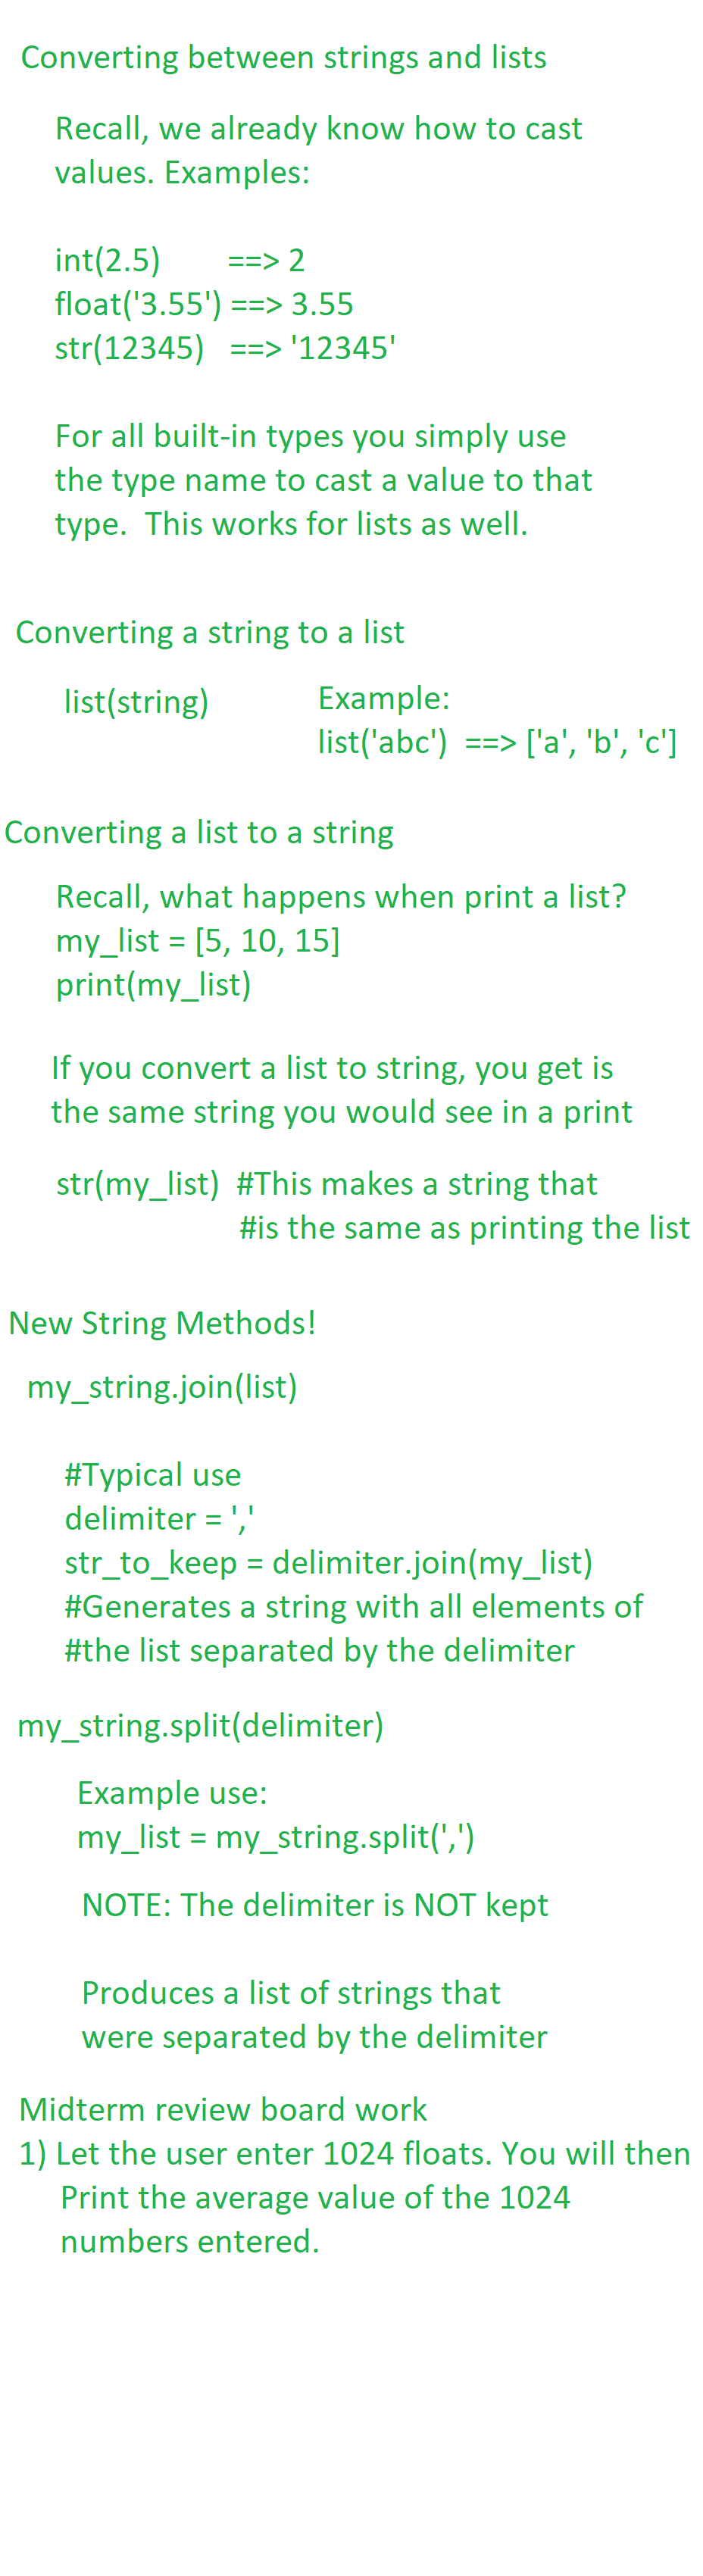 Converting between strings and lists
Recall, we already know how to cast
values. Examples:
int(2.5)        ==> 2
float('3.55') ==> 3.55
str(12345)   ==> '12345'
For all built-in types you simply use
the type name to cast a value to that
type.  This works for lists as well.
Converting a string to a list
list(string)
Example:
list('abc')  ==> ['a', 'b', 'c']
Converting a list to a string
Recall, what happens when print a list?
my_list = [5, 10, 15]
print(my_list)
If you convert a list to string, you get is
the same string you would see in a print
str(my_list)  #This makes a string that
#is the same as printing the list
New String Methods!
my_string.join(list)
#Typical use
delimiter = ','
str_to_keep = delimiter.join(my_list)
#Generates a string with all elements of
#the list separated by the delimiter
my_string.split(delimiter)
Example use:
my_list = my_string.split(',')
NOTE: The delimiter is NOT kept
Produces a list of strings that
were separated by the delimiter
Midterm review board work
1) Let the user enter 1024 floats. You will then
Print the average value of the 1024
numbers entered.